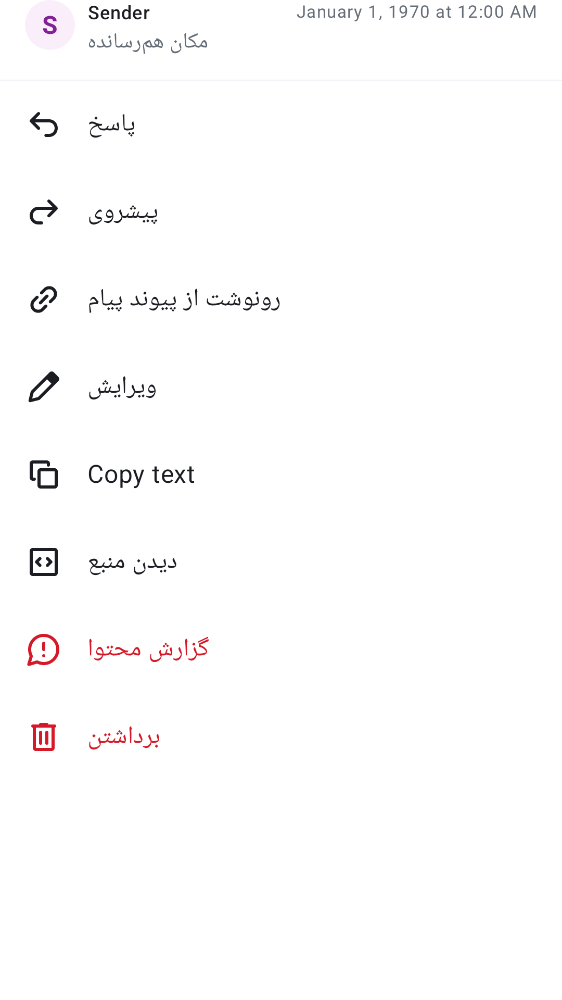 S
Sender
January 1, 1970 at 12:00 AM
مکان هم‌رسانده
پاسخ
پیشروی
رونوشت از پیوند پیام
ویرایش
Copy text
دیدن منبع
گزارش محتوا
برداشتن